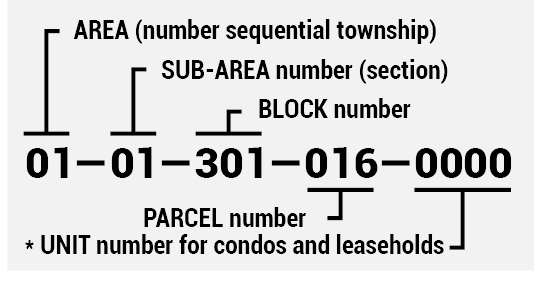 AREA (number sequential township)
SUB-AREA number (section)
BLOCK number
01–01–301–016–0000
PARCEL number
* UNIT number for condos and leaseholds